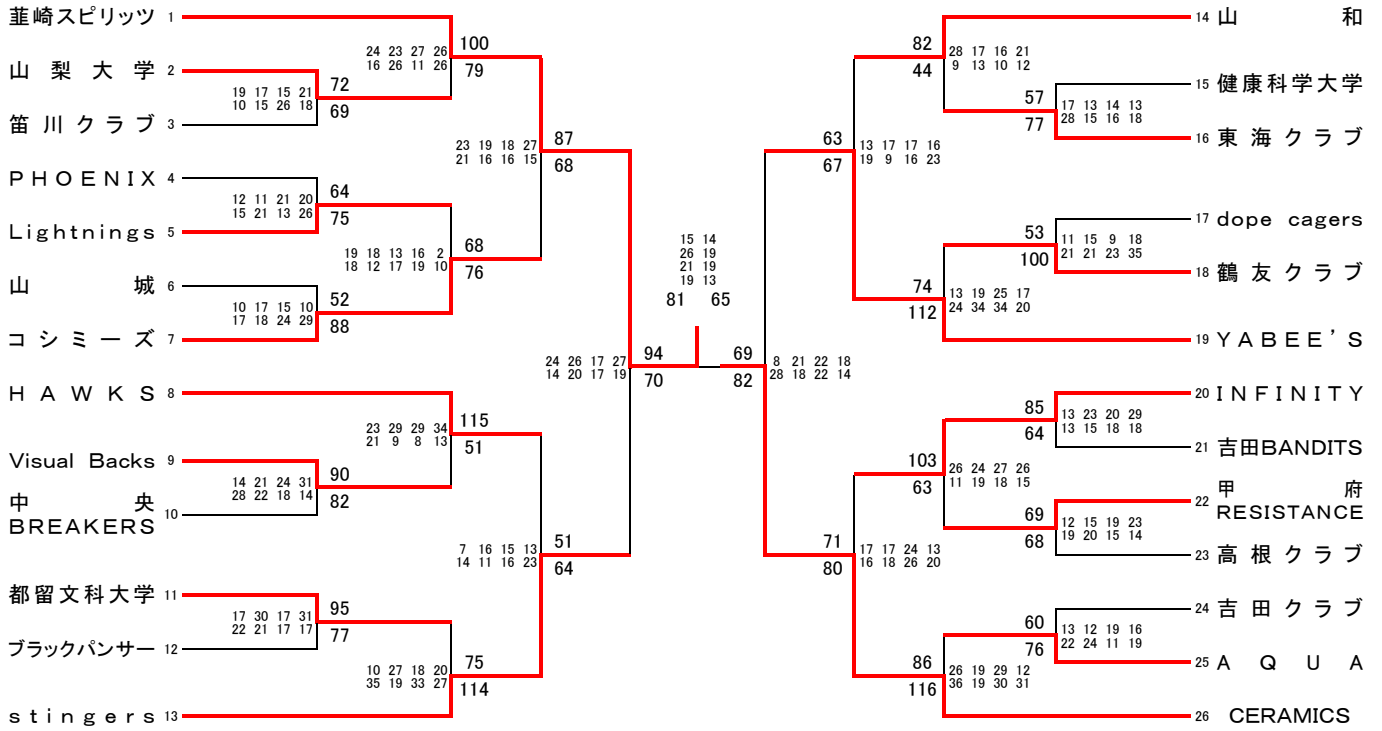 韮崎スピリッツ 1
山梨大学 2
笛川クラブ 3
PHOENIX 4
Lightnings 5
山城 6
コシミーズ 7
HAWKS 8
Visual Backs 9
中央
BREAKERS 10
都留文科大学 11
ブラックパンサー 12
stingers 13
24 23 27 26
16 26 11 26
100
79
19 17 15 21
10 15 26 18
72
69
23 19 18 27
21 16 16 15
87
68
12 11 21 20
15 21 13 26
64
75
19 18 13 16 2
18 12 17 19 10
68
76
10 17 15 10
17 18 24 29
52
88
24 26 17 27
14 20 17 19
94
70
23 29 29 34
21 9 8 13
115
51
14 21 24 31
28 22 18 14
90
82
7 16 15 13
14 11 16 23
51
64
17 30 17 31
22 21 17 17
95
77
10 27 18 20
35 19 33 27
75
114
15 14
26 19
21 19
19 13
81 65
14 山和
15 健康科学大学
16 東海クラブ
17 dope cagers
18 鶴友クラブ
19 YABEE'S
20 INFINITY
21 吉田BANDITS
22 甲府
RESISTANCE
23 高根クラブ
24 吉田クラブ
25 AQUA
26 CERAMICS
82
44
28 17 16 21
9 13 10 12
57
77
17 13 14 13
28 15 16 18
63
67
13 17 17 16
19 9 16 23
53
100
11 15 9 18
21 21 23 35
74
112
13 19 25 17
24 34 34 20
69
82
8 21 22 18
28 18 22 14
85
64
13 23 20 29
13 15 18 18
103
63
26 24 27 26
11 19 18 15
69
68
12 15 19 23
19 20 15 14
71
80
17 17 24 13
16 18 26 20
60
76
13 12 19 16
22 24 11 19
86
116
26 19 29 12
36 19 30 31